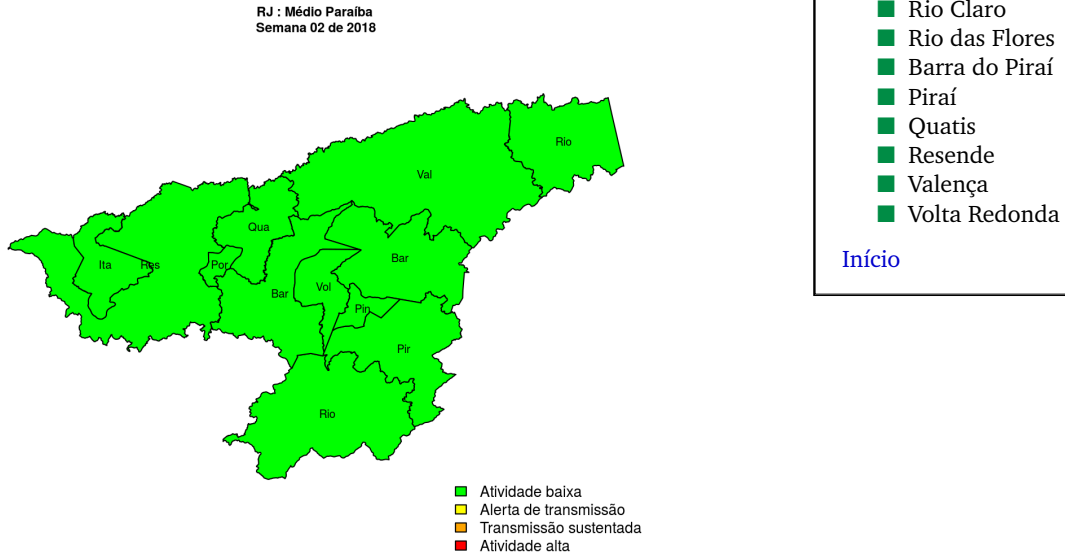 RJ : Médio Paraíba
Semana 02 de 2018
Rio
Val
Qua
Ita
Res
Por
Bar
Bar
Vol
Pin
Pir
Rio
Atividade baixa
Alerta de transmissão
Transmissão sustentada
Atividade alta
Rio Claro
Rio das Flores
Barra do Piraí
Piraí
Quatis
Resende
Valença
Volta Redonda
Início